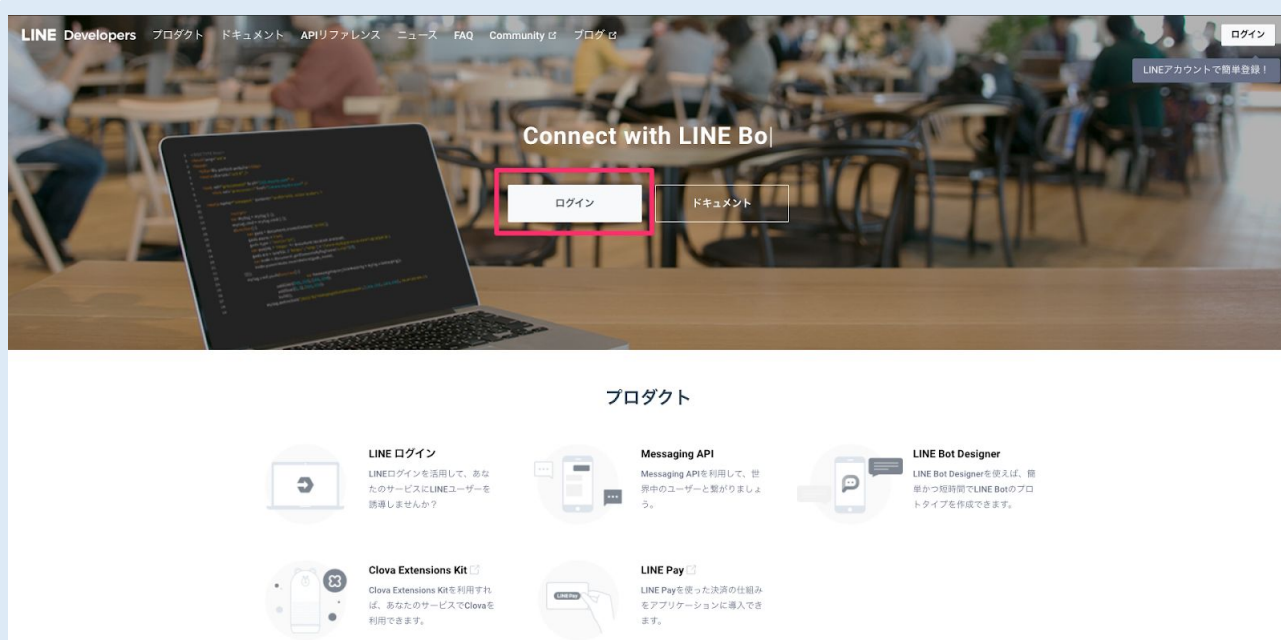 LINE Developers プロダクト ドキュメント APIリファレンス ニュース FAQ Community ブログ
ログイン
LINEアカウントで簡単登録！
Connect with LINE Bo
ログイン
ドキュメント
プロダクト
LINE ログイン
LINEログインを活用して、あな
たのサービスにLINEユーザーを
誘導しませんか？
Messaging API
Messaging APIを利用して、世
界中のユーザーと繋がりましょ
う。
LINE Bot Designer
LINE Bot Designerを使えば、簡
単かつ短時間でLINE Botのプロ
トタイプを作成できます。
Clova Extensions Kit
Clova Extensions Kitを利用すれ
ば、あなたのサービスでClovaを
利用できます。
LINE Pay
LINE Pay
LINE Payを使った決済の仕組み
をアプリケーションに導入でき
ます。